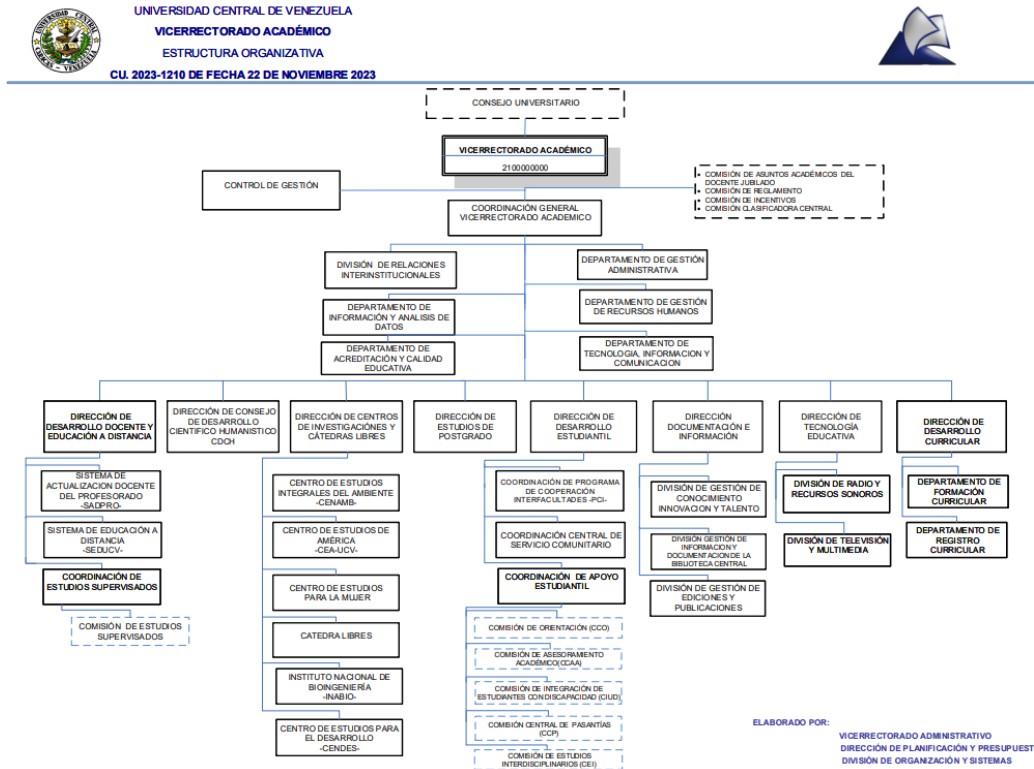 UNIVERSIDAD CENTRAL DE VENEZUELA
VICERRECTORADO ACADÉMICO
ESTRUCTURA ORGANIZATIVA
CU. 2023-1210 DE FECHA 22 DE NOVIEMBRE 2023
CONSEJO UNIVERSITARIO
VICERRECTORADO ACADÉMICO
2100000000
CONTROL DE GESTIÓN
• COMISIÓN DE ASUNTOS ACADÉMICOS DEL
DOCENTE JUBILADO
• COMISIÓN DE REGLAMENTO
• COMISIÓN DE INCENTIVOS
• COMISIÓN CLASIFICADORA CENTRAL
COORDINACIÓN GENERAL
VICERRECTORADO ACADEMICO
DIVISIÓN DE RELACIONES
INTERINSTITUCIONALES
DEPARTAMENTO DE GESTIÓN
ADMINISTRATIVA
DEPARTAMENTO DE
INFORMACIÓN Y ANALISIS DE
DATOS
DEPARTAMENTO DE GESTIÓN
DE RECURSOS HUMANOS
DEPARTAMENTO DE
ACREDITACIÓN Y CALIDAD
EDUCATIVA
DEPARTAMENTO DE
TECNOLOGIA, INFORMACION Y
COMUNICACION
DIRECCIÓN DE
DESARROLLO DOCENTE Y
EDUCACIÓN A DISTANCIA
DIRECCIÓN DE CONSEJO
DE DESARROLLO
CIENTIFICO HUMANISTICO
CDCH
DIRECCIÓN DE CENTROS
DE INVESTIGACIÓNES Y
CÁTEDRAS LIBRES
DIRECCIÓN DE
ESTUDIOS DE
POSTGRADO
DIRECCIÓN DE
DESARROLLO
ESTUDIANTIL
DIRECCIÓN
DOCUMENTACIÓN E
INFORMACIÓN
DIRECCIÓN DE
TECNOLOGÍA
EDUCATIVA
DIRECCIÓN DE
DESARROLLO
CURRICULAR
SISTEMA DE
ACTUALIZACION DOCENTE
DEL PROFESORADO
-SADPRO-
SISTEMA DE EDUCACIÓN A
DISTANCIA
-SEDUCV-
COORDINACIÓN DE
ESTUDIOS SUPERVISADOS
COMISIÓN DE ESTUDIOS
SUPERVISADOS
CENTRO DE ESTUDIOS
INTEGRALES DEL AMBIENTE
-CENAMB-
CENTRO DE ESTUDIOS DE
AMÉRICA
-CEA-UCV-
CENTRO DE ESTUDIOS
PARA LA MUJER
CATEDRA LIBRES
INSTITUTO NACIONAL DE
BIOINGENIERÍA
-INABIO-
CENTRO DE ESTUDIOS PARA
EL DESARROLLO
-CENDES-
COORDINACIÓN DE PROGRAMA
DE COOPERACIÓN
INTERFACULTADES -PCI-
COORDINACIÓN CENTRAL DE
SERVICIO COMUNITARIO
COORDINACIÓN DE APOYO
ESTUDIANTIL
COMISIÓN DE ORIENTACIÓN (CCO)
COMISIÓN DE ASESORAMIENTO
ACADÉMICO(CCAA)
COMISIÓN DE INTEGRACIÓN DE
ESTUDIANTES CON DISCAPACIDAD (CIUD)
COMISIÓN CENTRAL DE PASANTÍAS
(CCP)
COMISIÓN DE ESTUDIOS
INTERDISCIPLINARIOS (CEI)
DIVISIÓN DE GESTIÓN DE
CONOCIMIENTO
INNOVACION Y TALENTO
DIVISIÓN GESTIÓN DE
INFORMACION Y
DOCUMENTACION DE LA
BIBLIOTECA CENTRAL
DIVISIÓN DE GESTIÓN DE
EDICIONES Y
PUBLICACIONES
DIVISIÓN DE RADIO Y
RECURSOS SONOROS
DIVISIÓN DE TELEVISIÓN
Y MULTIMEDIA
DEPARTAMENTO DE
FORMACIÓN
CURRICULAR
DEPARTAMENTO DE
REGISTRO
CURRICULAR
ELABORADO POR:
VICERRECTORADO ADMINISTRATIVO
DIRECCIÓN DE PLANIFICACIÓN Y PRESUPUEST
DIVISIÓN DE ORGANIZACIÓN Y SISTEMAS